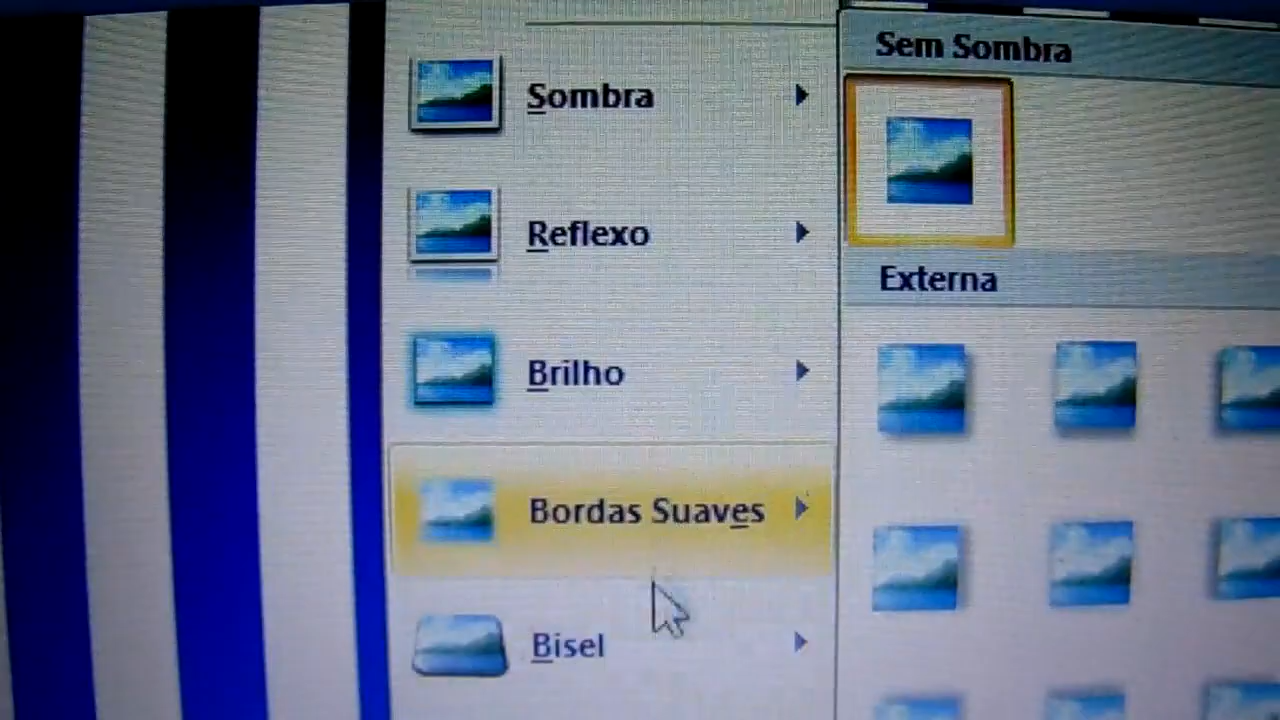 Sombra
Reflexo
Brilho
Bordas Suaves
Bisel
Sem Sombra
Externa